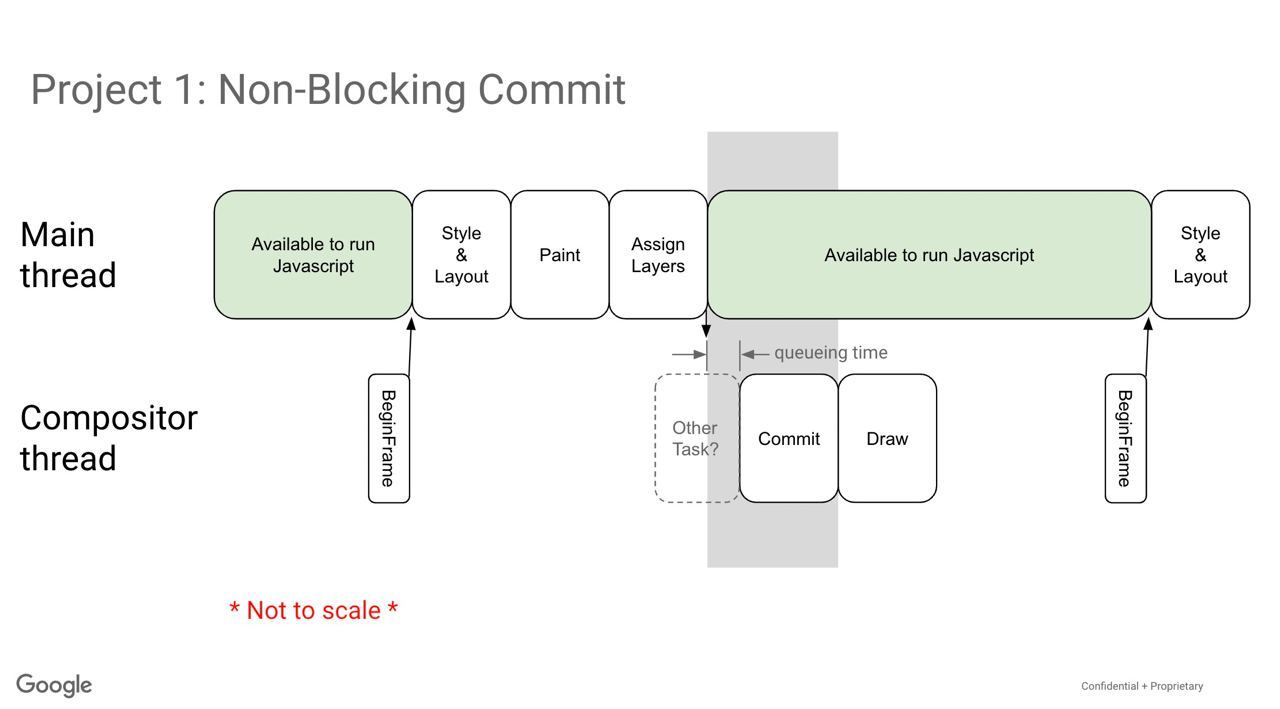 Project 1: Non-Blocking Commit
Main
thread
Available to run
Javascript
Style
&
Layout
Paint
Assign
Layers
Available to run Javascript
Style
&
Layout
queueing time
Compositor
thread
BeginFrame
Other
Task?
Commit
Draw
BeginFrame
* Not to scale *
Google
Confidential + Proprietary